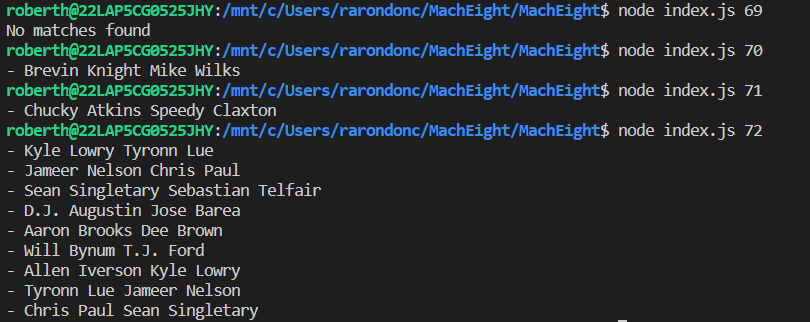 roberth@22LAP5CG0525JHY:/mnt/c/Users/rarondonc/MachEight/MachEight$ node index.js 69
No matches found
roberth@22LAP5CG0525JHY:/mnt/c/Users/rarondonc/MachEight/MachEight$ node index.js 70
- Brevin Knight Mike Wilks
roberth@22LAP5CG0525JHY:/mnt/c/Users/rarondonc/MachEight/MachEight$ node index.js 71
- Chucky Atkins Speedy Claxton
roberth@22LAP5CG0525JHY:/mnt/c/Users/rarondonc/MachEight/MachEight$ node index.js 72
- Kyle Lowry Tyronn Lue
- Jameer Nelson Chris Paul
- Sean Singletary Sebastian Telfair
- D.J. Augustin Jose Barea
- Aaron Brooks Dee Brown
- Will Bynum T.J. Ford
- Allen Iverson Kyle Lowry
- Tyronn Lue Jameer Nelson
- Chris Paul Sean Singletary